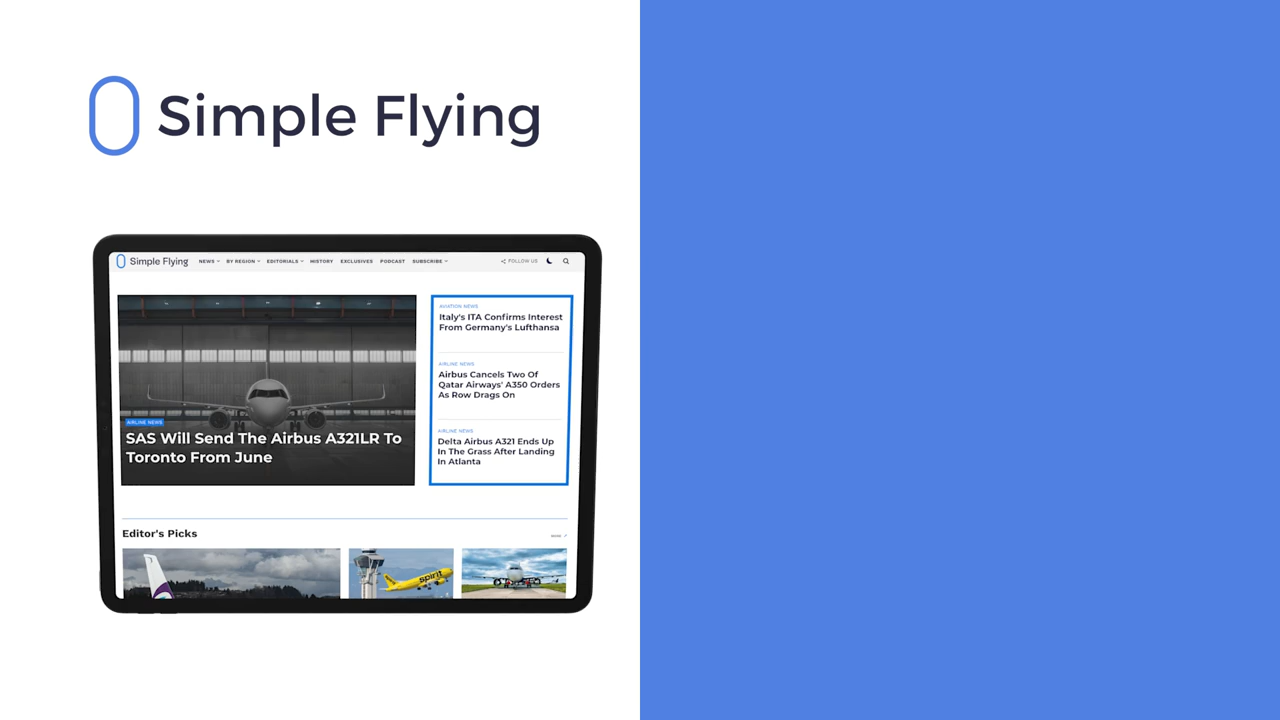 Simple Flying
Simple Flying NEWS BY REGION EDITORIALS HISTORY EXCLUSIVES PODCAST SUBSCRIBE FOLLOW US
AIRLINE NEWS
SAS Will Send The Airbus A321LR To
Toronto From June
AVIATION NEWS
Italy's ITA Confirms Interest
From Germany's Lufthansa
AIRLINE NEWS
Airbus Cancels Two Of
Qatar Airways' A350 Orders
As Row Drags On
AIRLINE NEWS
Delta Airbus A321 Ends Up
In The Grass After Landing
In Atlanta
Editor's Picks
spirit